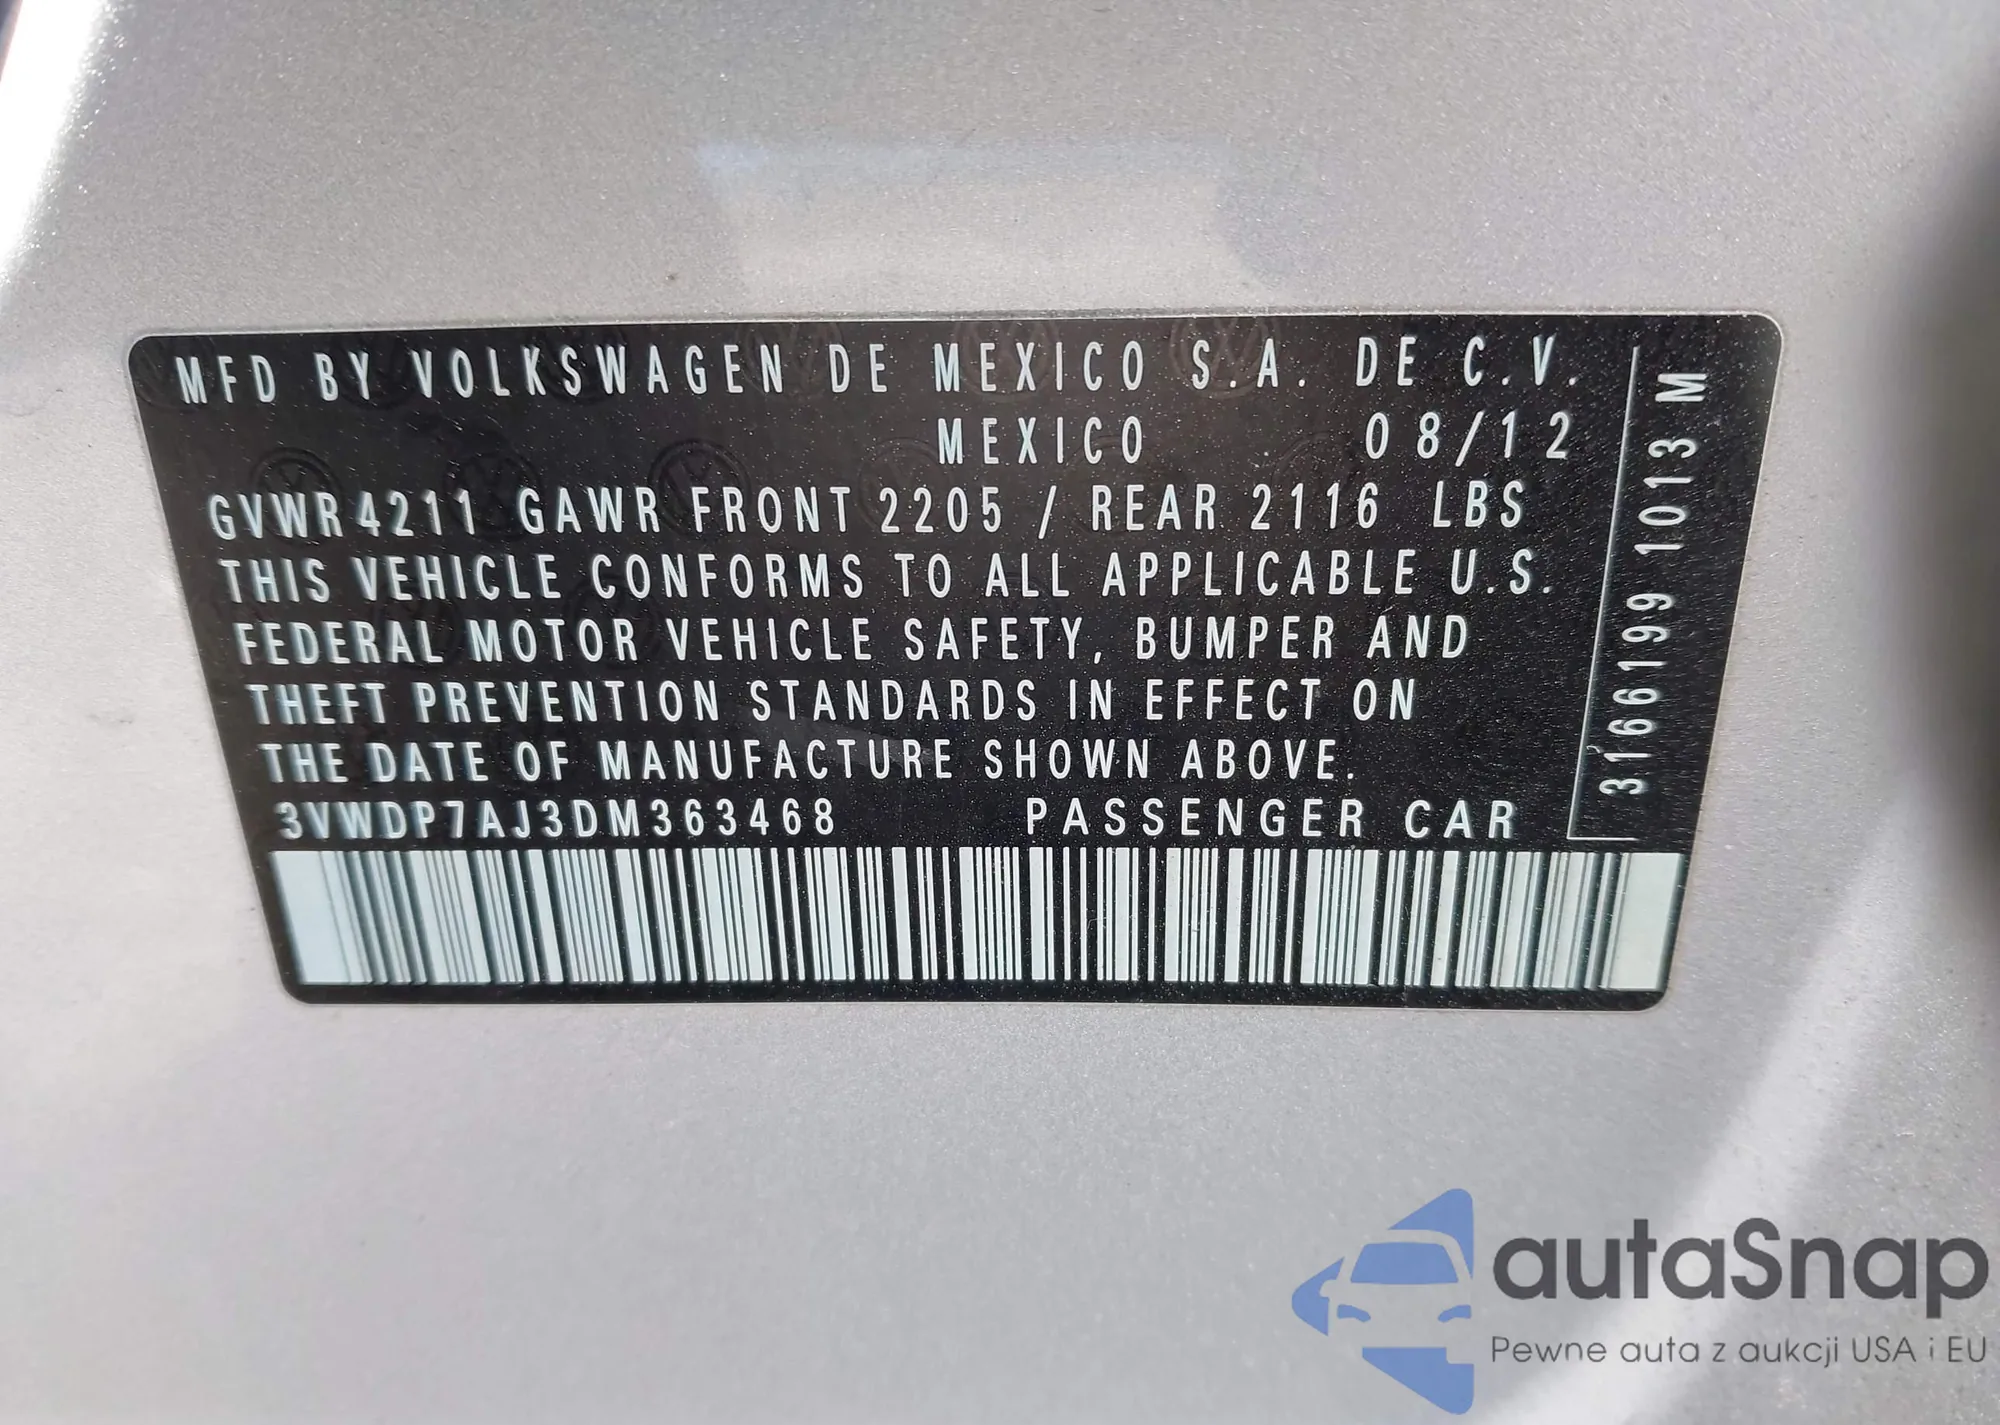 MFD BY VOLKSWAGEN DE MEXICO S.A. DE C.V.
MEXICO 08/12
GVWR 4211 GAWR FRONT 2205 / REAR 2116 LBS
THIS VEHICLE CONFORMS TO ALL APPLICABLE U.S.
FEDERAL MOTOR VEHICLE SAFETY, BUMPER AND
THEFT PREVENTION STANDARDS IN EFFECT ON
THE DATE OF MANUFACTURE SHOWN ABOVE.
3VWDP7AJ3DM363468 PASSENGER CAR
3166199 1013 M
autaSnap
Pewne auta z aukcji USA i EU